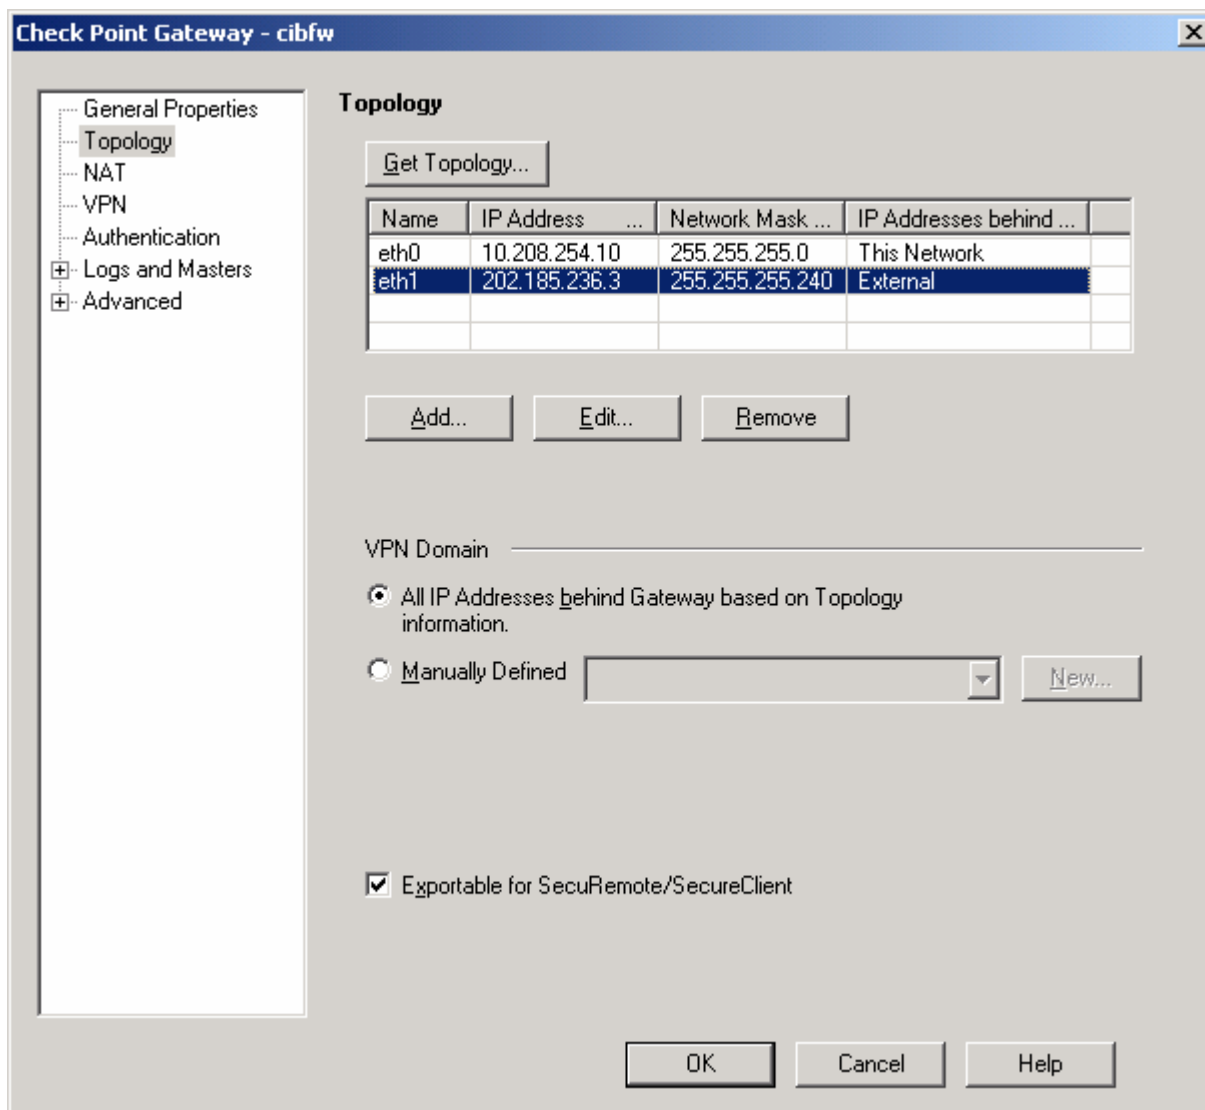 Check Point Gateway - cibfw
General Properties
Topology
NAT
VPN
Authentication
Logs and Masters
Advanced
Topology
Get Topology...
Name IP Address ... Network Mask ... IP Addresses behind ...
eth0 10.208.254.10 255.255.255.0 This Network
eth1 202.185.236.3 255.255.255.240 External
Add... Edit... Remove
VPN Domain
All IP Addresses behind Gateway based on Topology
information.
Manually Defined New...
Exportable for SecuRemote/SecureClient
OK Cancel Help